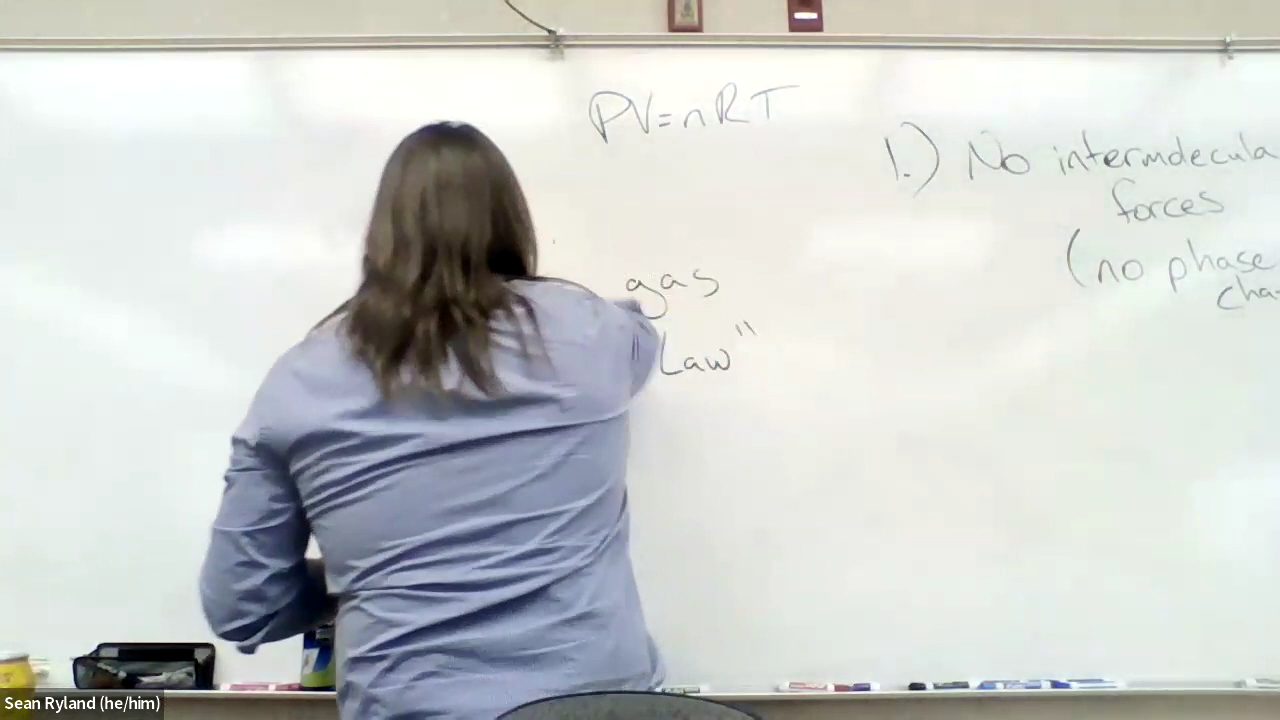 PV=nRT
gas
"Law"
1.) No intermolecula
forces
(no phase
cha
Sean Ryland (he/him)